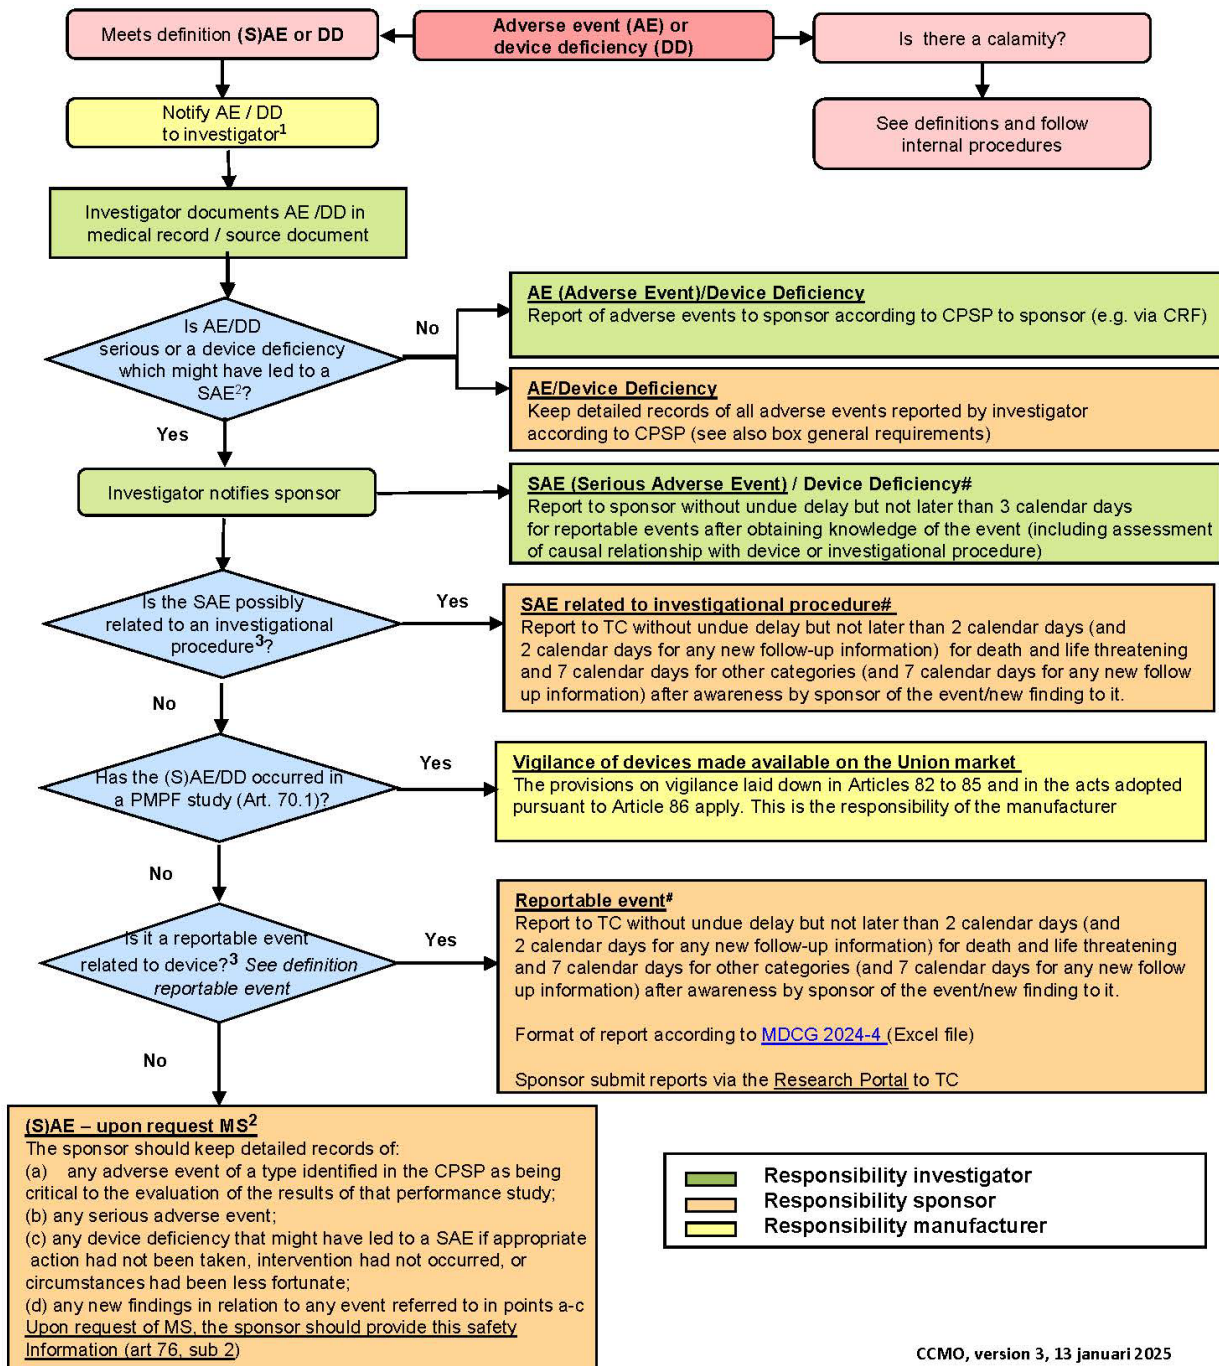 Meets definition (S)AE or DD
Adverse event (AE) or
device deficiency (DD)
Is there a calamity?
Notify AE / DD
to investigator1
See definitions and follow
internal procedures
Investigator documents AE /DD in
medical record / source document
Is AE/DD
serious or a device deficiency
which might have led to a
SAE2?
No
AE (Adverse Event)/Device Deficiency
Report of adverse events to sponsor according to CPSP to sponsor (e.g. via CRF)
AE/Device Deficiency
Keep detailed records of all adverse events reported by investigator
according to CPSP (see also box general requirements)
Yes
Investigator notifies sponsor
SAE (Serious Adverse Event) / Device Deficiency#
Report to sponsor without undue delay but not later than 3 calendar days
for reportable events after obtaining knowledge of the event (including assessment
of causal relationship with device or investigational procedure)
Is the SAE possibly
related to an investigational
procedure3?
Yes
SAE related to investigational procedure#
Report to TC without undue delay but not later than 2 calendar days (and
2 calendar days for any new follow-up information) for death and life threatening
and 7 calendar days for other categories (and 7 calendar days for any new follow
up information) after awareness by sponsor of the event/new finding to it.
No
Has the (S)AE/DD occurred in
a PMPF study (Art. 70.1)?
Yes
Vigilance of devices made available on the Union market
The provisions on vigilance laid down in Articles 82 to 85 and in the acts adopted
pursuant to Article 86 apply. This is the responsibility of the manufacturer
No
Is it a reportable event
related to device?3 See definition
reportable event
Yes
Reportable event#
Report to TC without undue delay but not later than 2 calendar days (and
2 calendar days for any new follow-up information) for death and life threatening
and 7 calendar days for other categories (and 7 calendar days for any new follow
up information) after awareness by sponsor of the event/new finding to it.
Format of report according to MDCG 2024-4 (Excel file)
Sponsor submit reports via the Research Portal to TC
No
(S)AE – upon request MS2
The sponsor should keep detailed records of:
(a) any adverse event of a type identified in the CPSP as being
critical to the evaluation of the results of that performance study;
(b) any serious adverse event;
(c) any device deficiency that might have led to a SAE if appropriate
action had not been taken, intervention had not occurred, or
circumstances had been less fortunate;
(d) any new findings in relation to any event referred to in points a-c
Upon request of MS, the sponsor should provide this safety
Information (art 76, sub 2)
Responsibility investigator
Responsibility sponsor
Responsibility manufacturer
CCMO, version 3, 13 januari 2025